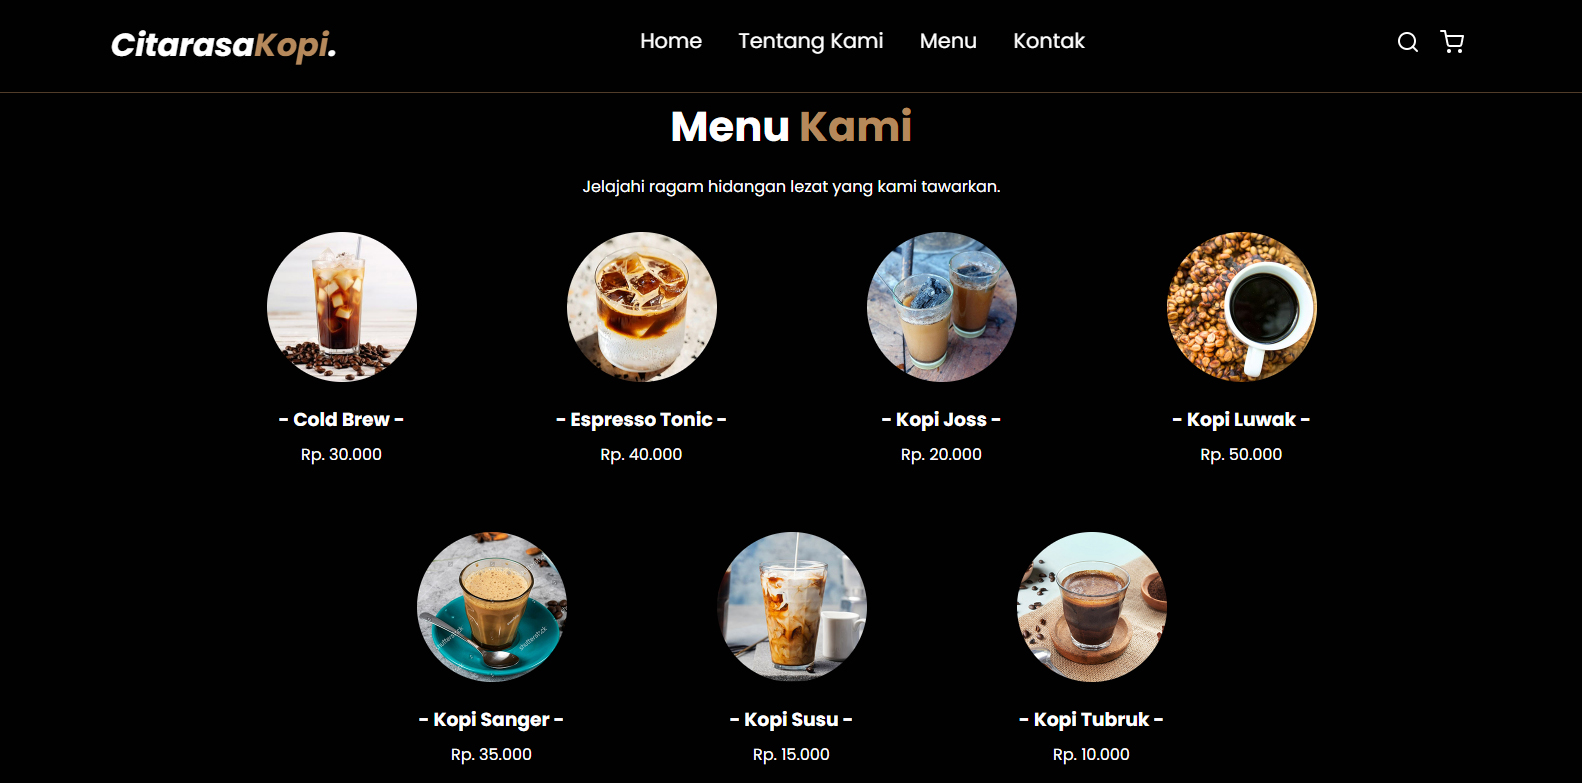 CitarasaKopi.
Home Tentang Kami Menu Kontak
Menu Kami
Jelajahi ragam hidangan lezat yang kami tawarkan.
- Cold Brew - - Espresso Tonic - - Kopi Joss - - Kopi Luwak -
Rp. 30.000 Rp. 40.000 Rp. 20.000 Rp. 50.000
shutterstock shutterstock
- Kopi Sanger - - Kopi Susu - - Kopi Tubruk -
Rp. 35.000 Rp. 15.000 Rp. 10.000